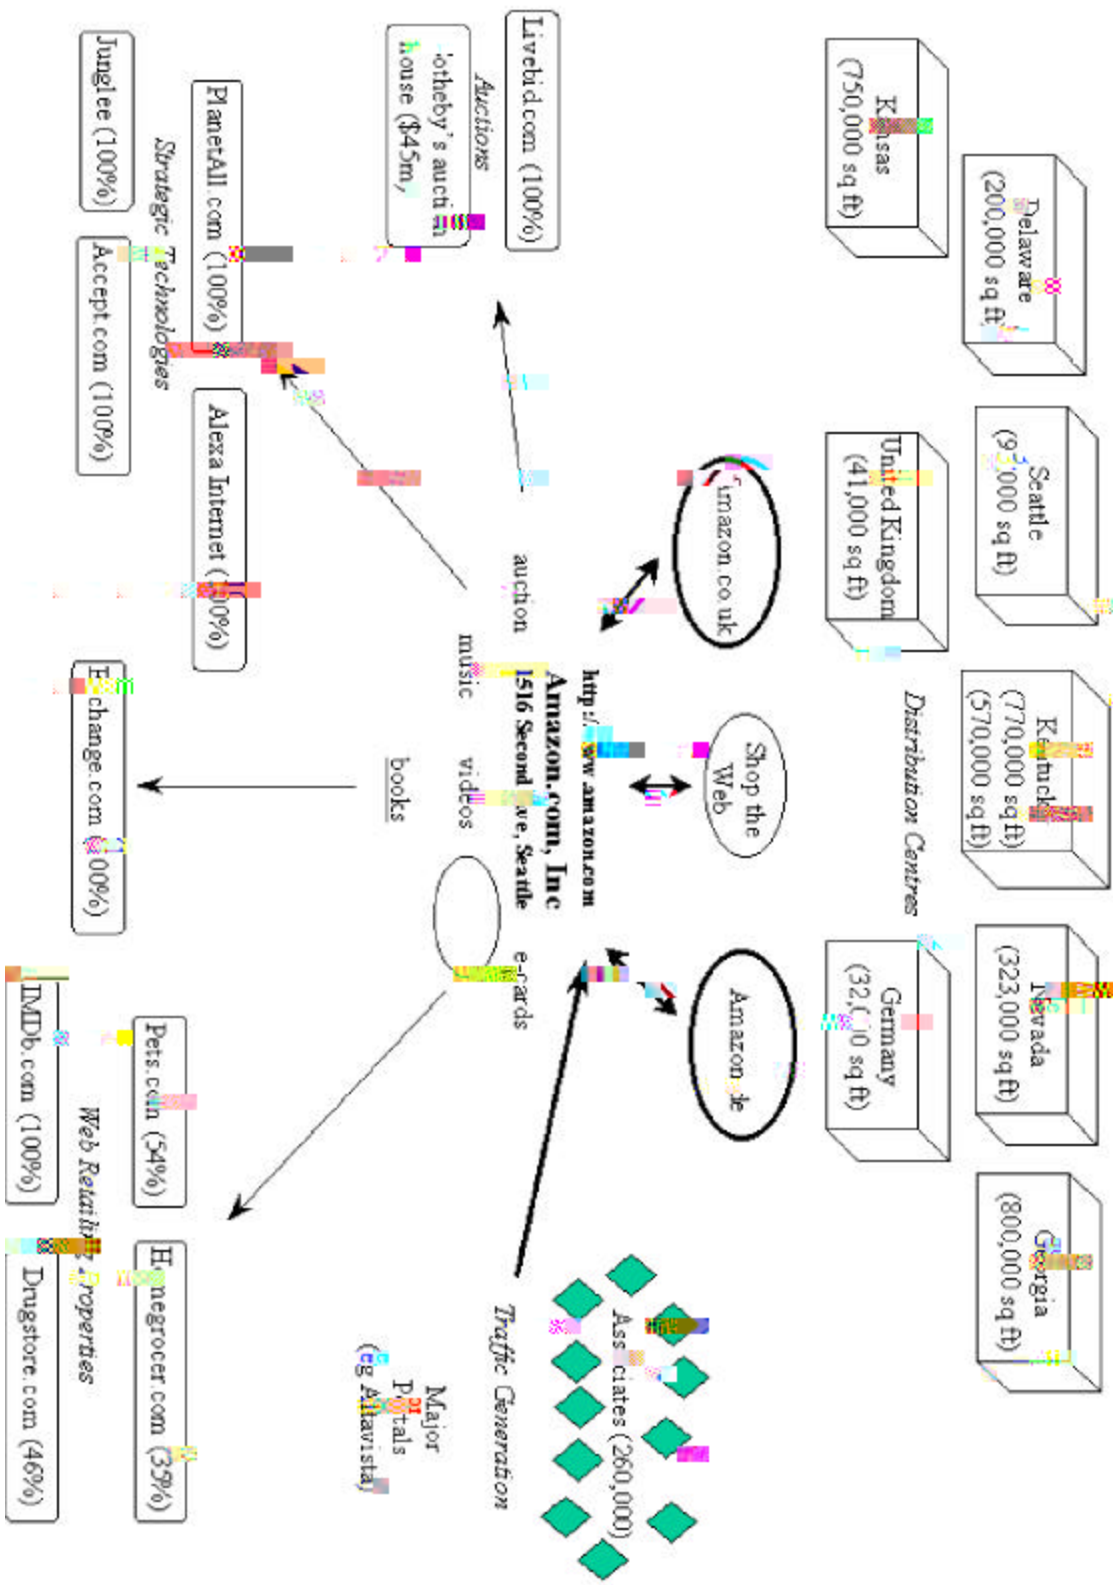 Delaware
(200,000 sq ft)
Seattle
sq ft)
Kentucky
(770,000 sq ft)
(570,000 sq ft)
Nevada
(323,000 sq ft)
Georgia
(800,000 sq ft)
Kansas
(750,000 sq ft)
United Kingdom
(41,000 sq ft)
Germany
sq ft)
Distribution Centres
Amazon.co.uk
Shop the
Web
Amazon.de
http://www.amazon.com
Amazon.com, Inc
1516 Second Ave, Seattle
auction
e-cards
music
videos
books
Livebid.com (100%)
Auctions
Sotheby's auction
house ($45m)
Associates (260,000)
Traffic Generation
Major
Portals
(eg Altavista)
PlanetAll.com (100%)
Alexa Internet (100%)
Strategic Technologies
Junglee (100%)
Accept.com (100%)
Exchange.com (100%)
Pets.com (54%)
Homegrocer.com (35%)
Web Retailing Properties
IMDb.com (100%)
Drugstore.com (46%)